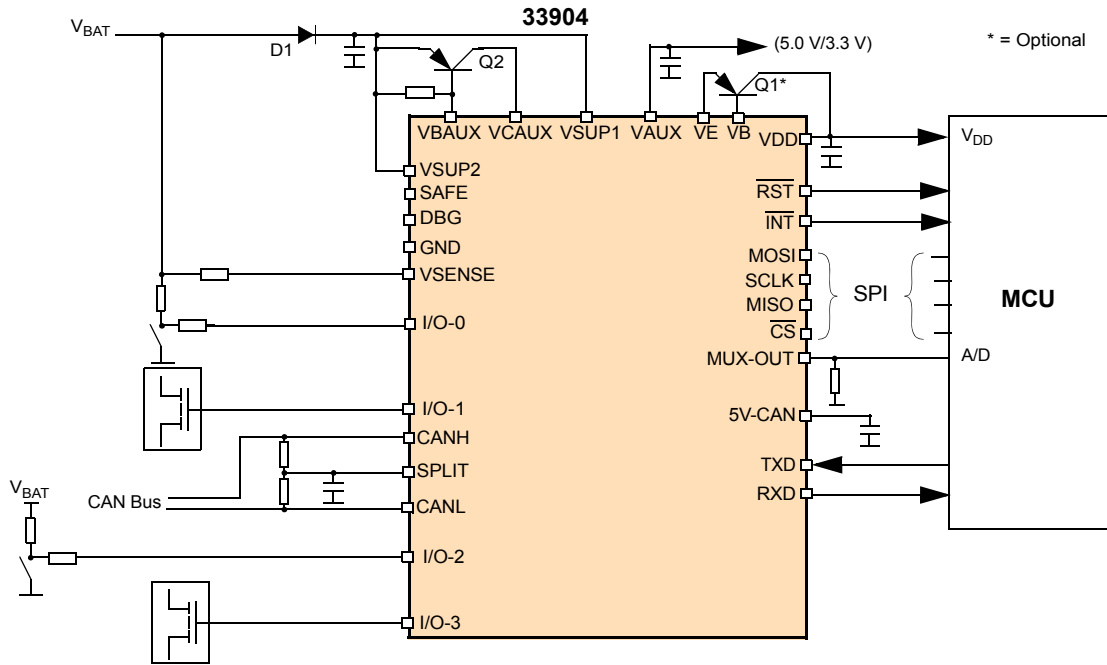 33904
V_BAT
D1
Q2
(5.0 V/3.3 V)
* = Optional
Q1*
VBAUX VCAUX VSUP1 VAUX VE VB
VDD
V_DD
VSUP2
SAFE
RST
DBG
INT
GND
MOSI
VSENSE
SCLK
SPI
MCU
MISO
I/O-0
CS
MUX-OUT
A/D
I/O-1
5V-CAN
CANH
SPLIT
TXD
V_BAT
RXD
CAN Bus
CANL
I/O-2
I/O-3